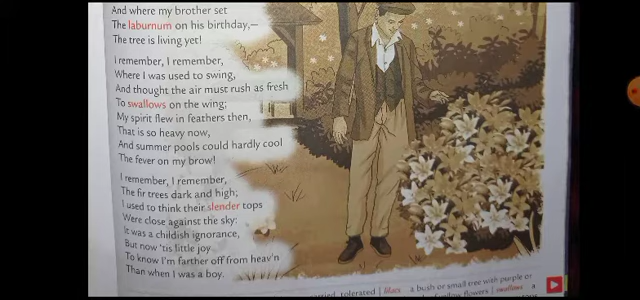 And where my brother set
The laburnum on his birthday,—
The tree is living yet!
I remember, I remember,
Where I was used to swing,
And thought the air must rush as fresh
To swallows on the wing;
My spirit flew in feathers then,
That is so heavy now,
And summer pools could hardly cool
The fever on my brow!
I remember, I remember,
The fir trees dark and high;
I used to think their slender tops
Were close against the sky:
It was a childish ignorance,
But now 'tis little joy
To know I'm farther off from heav'n
Than when I was a boy.
tolerated | lilacs a bush or small tree with purple or
flowers | swallows a